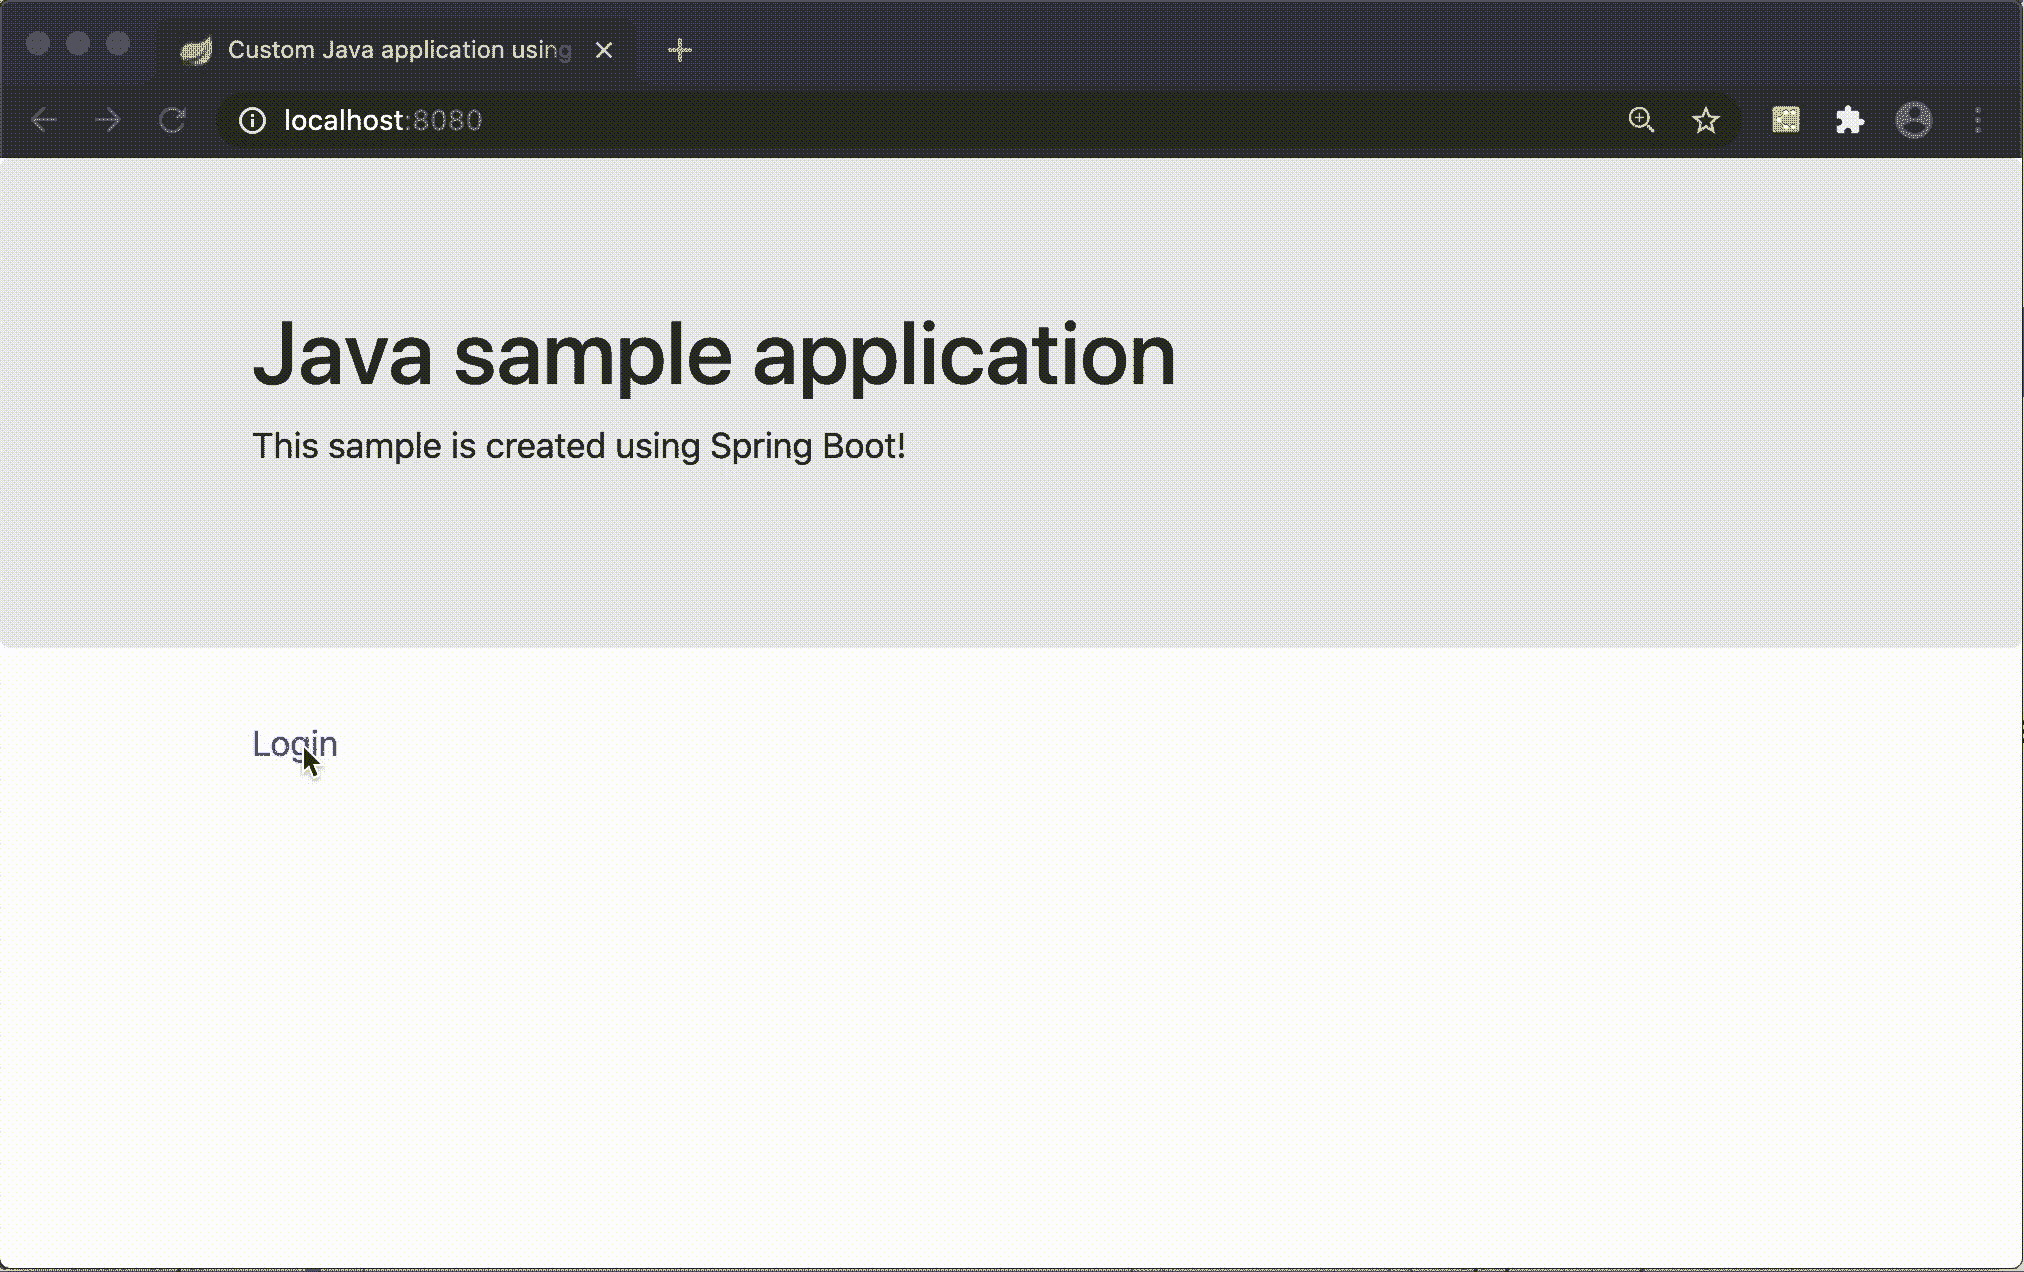 Custom Java application using
localhost:8080
Java sample application
This sample is created using Spring Boot!
Login